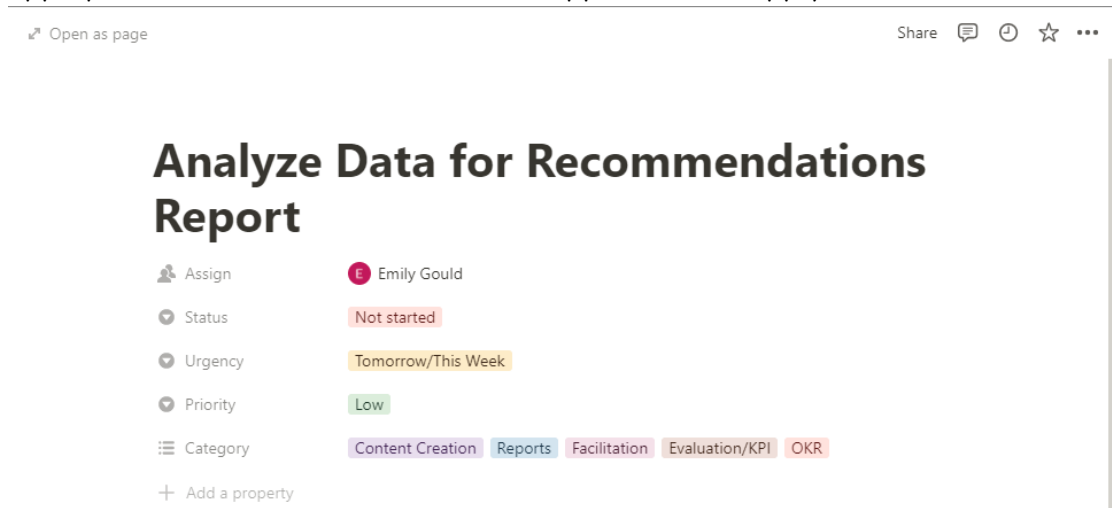 Open as page Share
Analyze Data for Recommendations
Report
Assign E Emily Gould
Status Not started
Urgency Tomorrow/This Week
Priority Low
Category Content Creation Reports Facilitation Evaluation/KPI OKR
Add a property